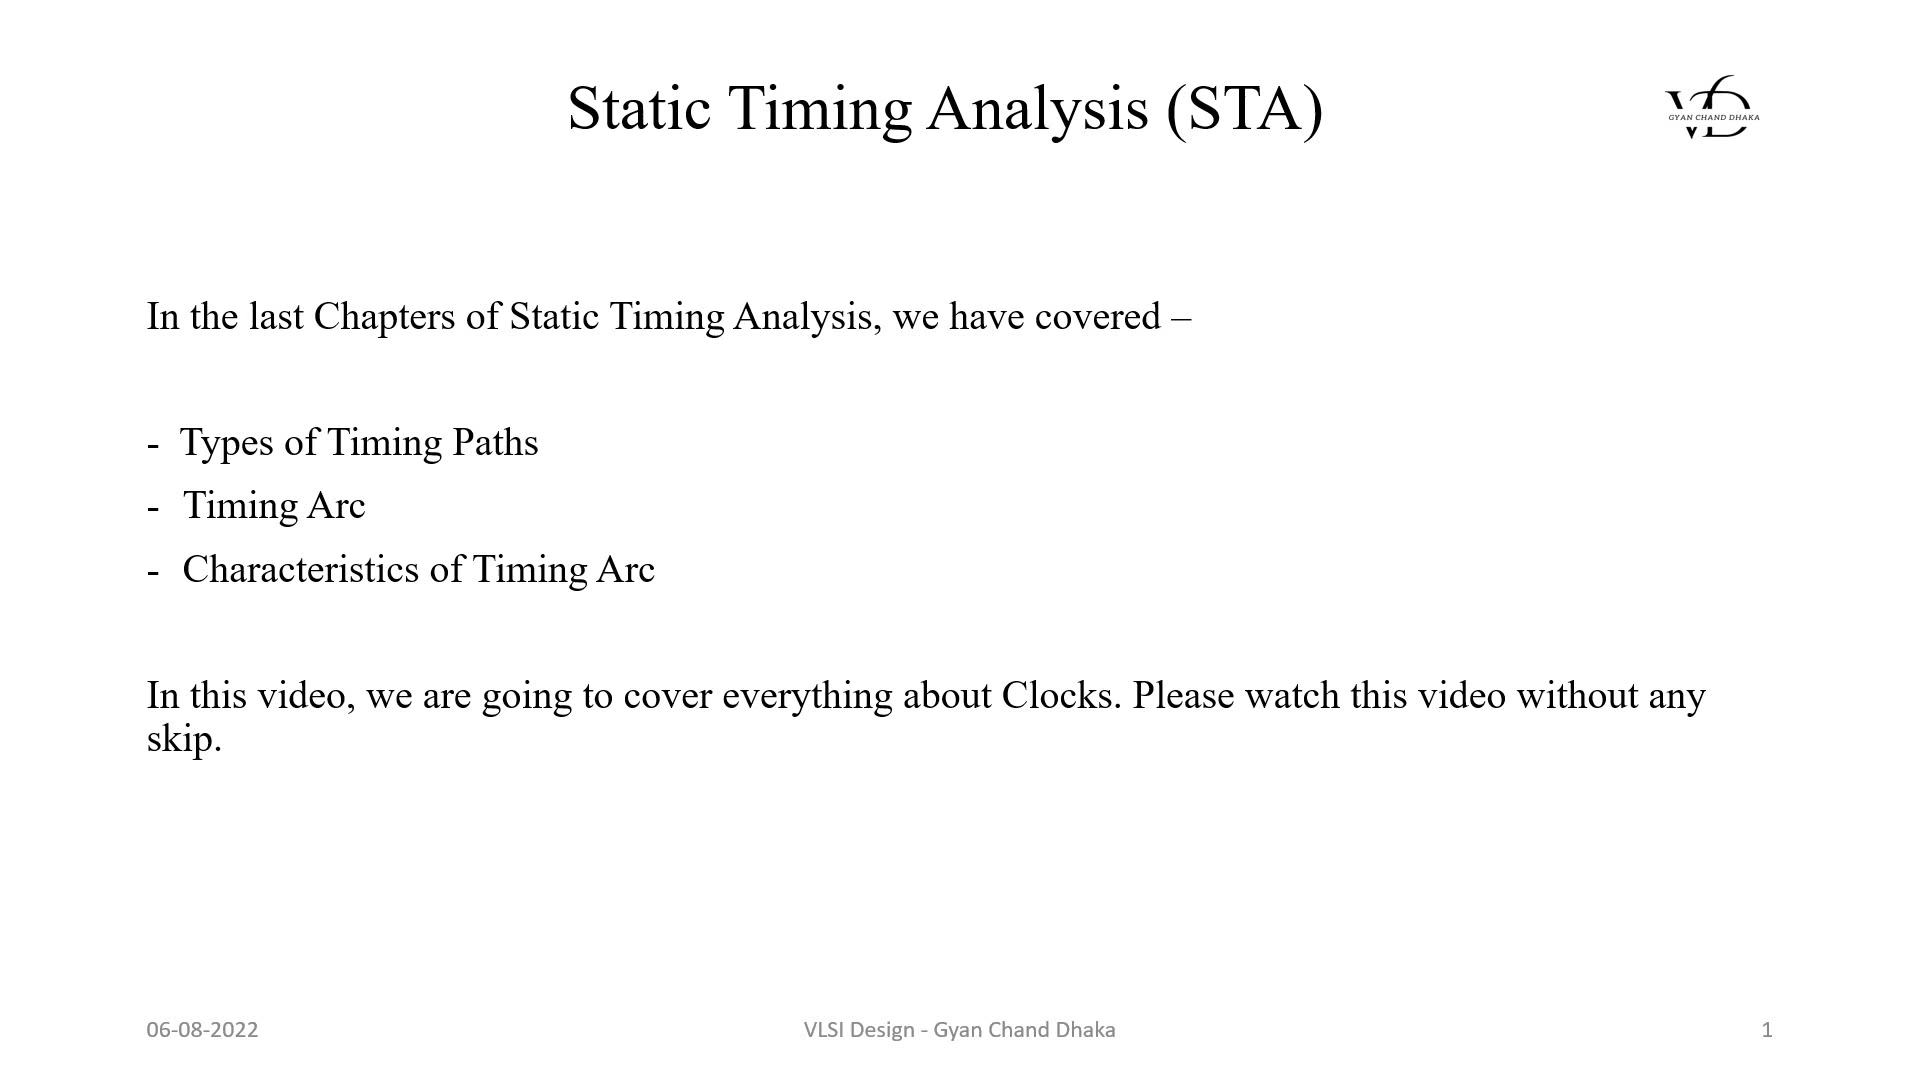 Static Timing Analysis (STA)
VD
GYAN CHAND DHAKA
In the last Chapters of Static Timing Analysis, we have covered –
- Types of Timing Paths
- Timing Arc
- Characteristics of Timing Arc
In this video, we are going to cover everything about Clocks. Please watch this video without any
skip.
06-08-2022
VLSI Design - Gyan Chand Dhaka
1